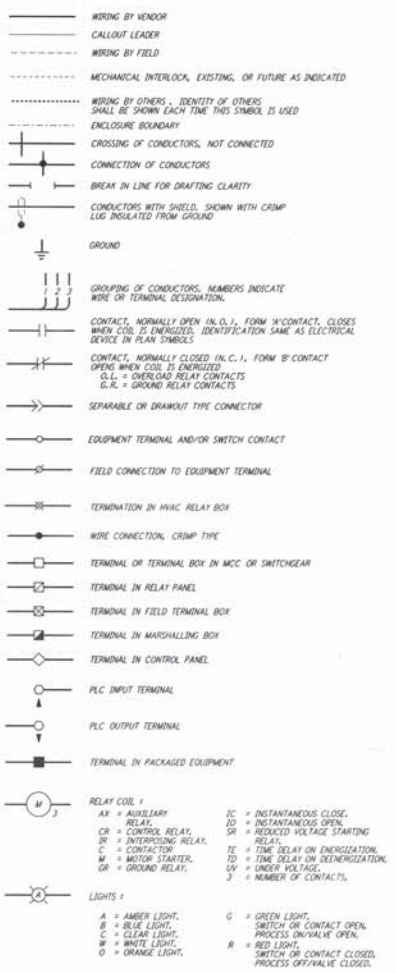 WIRING BY VENDOR
CALLOUT LEADER
WIRING BY FIELD
MECHANICAL INTERLOCK, EXISTING, OR FUTURE AS INDICATED
WIRING BY OTHERS , IDENTITY OF OTHERS
SHALL BE SHOWN EACH TIME THIS SYMBOL IS USED
ENCLOSURE BOUNDARY
CROSSING OF CONDUCTORS, NOT CONNECTED
CONNECTION OF CONDUCTORS
BREAK IN LINE FOR DRAFTING CLARITY
CONDUCTORS WITH SHIELD, SHOWN WITH CRIMP
LUG INSULATED FROM GROUND
GROUND
1 2 3
GROUPING OF CONDUCTORS, NUMBERS INDICATE
WIRE OR TERMINAL DESIGNATION.
CONTACT, NORMALLY OPEN (N.O.), FORM 'A'CONTACT. CLOSES
WHEN COIL IS ENERGIZED. IDENTIFICATION SAME AS ELECTRICAL
DEVICE IN PLAN SYMBOLS
CONTACT, NORMALLY CLOSED (N.C.), FORM 'B' CONTACT
OPENS WHEN COIL IS ENERGIZED
O.L. = OVERLOAD RELAY CONTACTS
G.R. = GROUND RELAY CONTACTS
SEPARABLE OR DRAWOUT TYPE CONNECTOR
EQUIPMENT TERMINAL AND/OR SWITCH CONTACT
FIELD CONNECTION TO EQUIPMENT TERMINAL
TERMINATION IN HVAC RELAY BOX
WIRE CONNECTION, CRIMP TYPE
TERMINAL OR TERMINAL BOX IN MCC OR SWITCHGEAR
TERMINAL IN RELAY PANEL
TERMINAL IN FIELD TERMINAL BOX
TERMINAL IN MARSHALLING BOX
TERMINAL IN CONTROL PANEL
PLC INPUT TERMINAL
PLC OUTPUT TERMINAL
TERMINAL IN PACKAGED EQUIPMENT
M 3
RELAY COIL :
AX = AUXILIARY
RELAY.
CR = CONTROL RELAY.
IR = INTERPOSING RELAY.
C = CONTACTOR
M = MOTOR STARTER.
GR = GROUND RELAY.
IC = INSTANTANEOUS CLOSE.
IO = INSTANTANEOUS OPEN.
SR = REDUCED VOLTAGE STARTING
RELAY.
TE = TIME DELAY ON ENERGIZATION.
TD = TIME DELAY ON DEENERGIZATION.
UV = UNDER VOLTAGE.
3 = NUMBER OF CONTACTS.
A
LIGHTS :
A = AMBER LIGHT.
B = BLUE LIGHT.
C = CLEAR LIGHT.
W = WHITE LIGHT.
O = ORANGE LIGHT.
G = GREEN LIGHT.
SWITCH OR CONTACT OPEN.
PROCESS ON/VALVE OPEN.
R = RED LIGHT.
SWITCH OR CONTACT CLOSED.
PROCESS OFF/VALVE CLOSED.